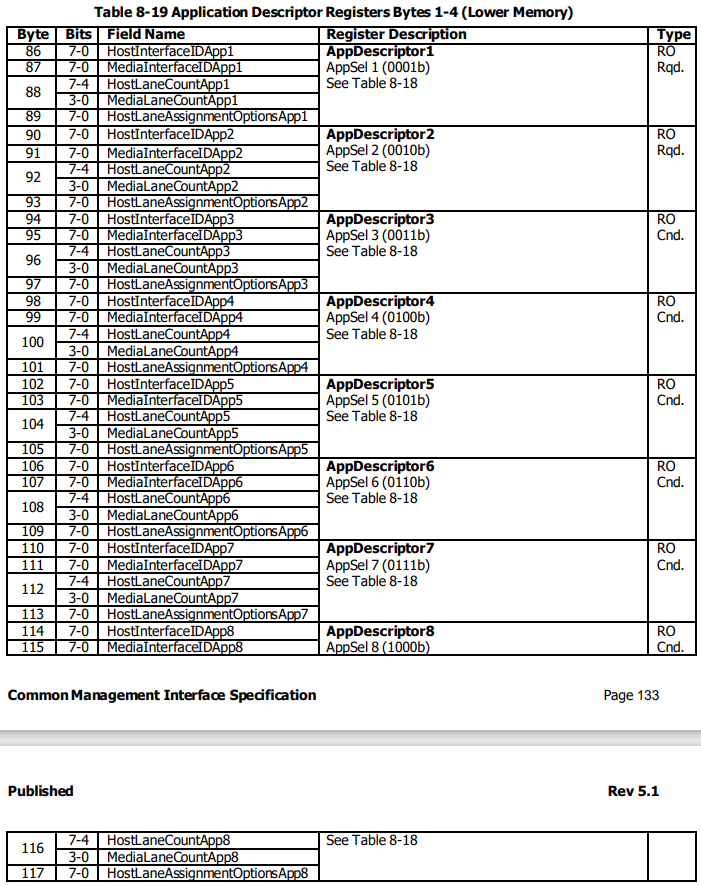 Table 8-19 Application Descriptor Registers Bytes 1-4 (Lower Memory)
Byte Bits Field Name Register Description Type
86 7-0 HostInterfaceIDApp1 AppDescriptor1 RO
87 7-0 MediaInterfaceIDApp1 AppSel 1 (0001b) Rqd.
88 7-4 HostLaneCountApp1 See Table 8-18
3-0 MediaLaneCountApp1
89 7-0 HostLaneAssignmentOptionsApp1
90 7-0 HostInterfaceIDApp2 AppDescriptor2 RO
91 7-0 MediaInterfaceIDApp2 AppSel 2 (0010b) Rqd.
92 7-4 HostLaneCountApp2 See Table 8-18
3-0 MediaLaneCountApp2
93 7-0 HostLaneAssignmentOptionsApp2
94 7-0 HostInterfaceIDApp3 AppDescriptor3 RO
95 7-0 MediaInterfaceIDApp3 AppSel 3 (0011b) Cnd.
96 7-4 HostLaneCountApp3 See Table 8-18
3-0 MediaLaneCountApp3
97 7-0 HostLaneAssignmentOptionsApp3
98 7-0 HostInterfaceIDApp4 AppDescriptor4 RO
99 7-0 MediaInterfaceIDApp4 AppSel 4 (0100b) Cnd.
100 7-4 HostLaneCountApp4 See Table 8-18
3-0 MediaLaneCountApp4
101 7-0 HostLaneAssignmentOptionsApp4
102 7-0 HostInterfaceIDApp5 AppDescriptor5 RO
103 7-0 MediaInterfaceIDApp5 AppSel 5 (0101b) Cnd.
104 7-4 HostLaneCountApp5 See Table 8-18
3-0 MediaLaneCountApp5
105 7-0 HostLaneAssignmentOptionsApp5
106 7-0 HostInterfaceIDApp6 AppDescriptor6 RO
107 7-0 MediaInterfaceIDApp6 AppSel 6 (0110b) Cnd.
108 7-4 HostLaneCountApp6 See Table 8-18
3-0 MediaLaneCountApp6
109 7-0 HostLaneAssignmentOptionsApp6
110 7-0 HostInterfaceIDApp7 AppDescriptor7 RO
111 7-0 MediaInterfaceIDApp7 AppSel 7 (0111b) Cnd.
112 7-4 HostLaneCountApp7 See Table 8-18
3-0 MediaLaneCountApp7
113 7-0 HostLaneAssignmentOptionsApp7
114 7-0 HostInterfaceIDApp8 AppDescriptor8 RO
115 7-0 MediaInterfaceIDApp8 AppSel 8 (1000b) Cnd.
Common Management Interface Specification Page 133
Published Rev 5.1
116 7-4 HostLaneCountApp8 See Table 8-18
3-0 MediaLaneCountApp8
117 7-0 HostLaneAssignmentOptionsApp8